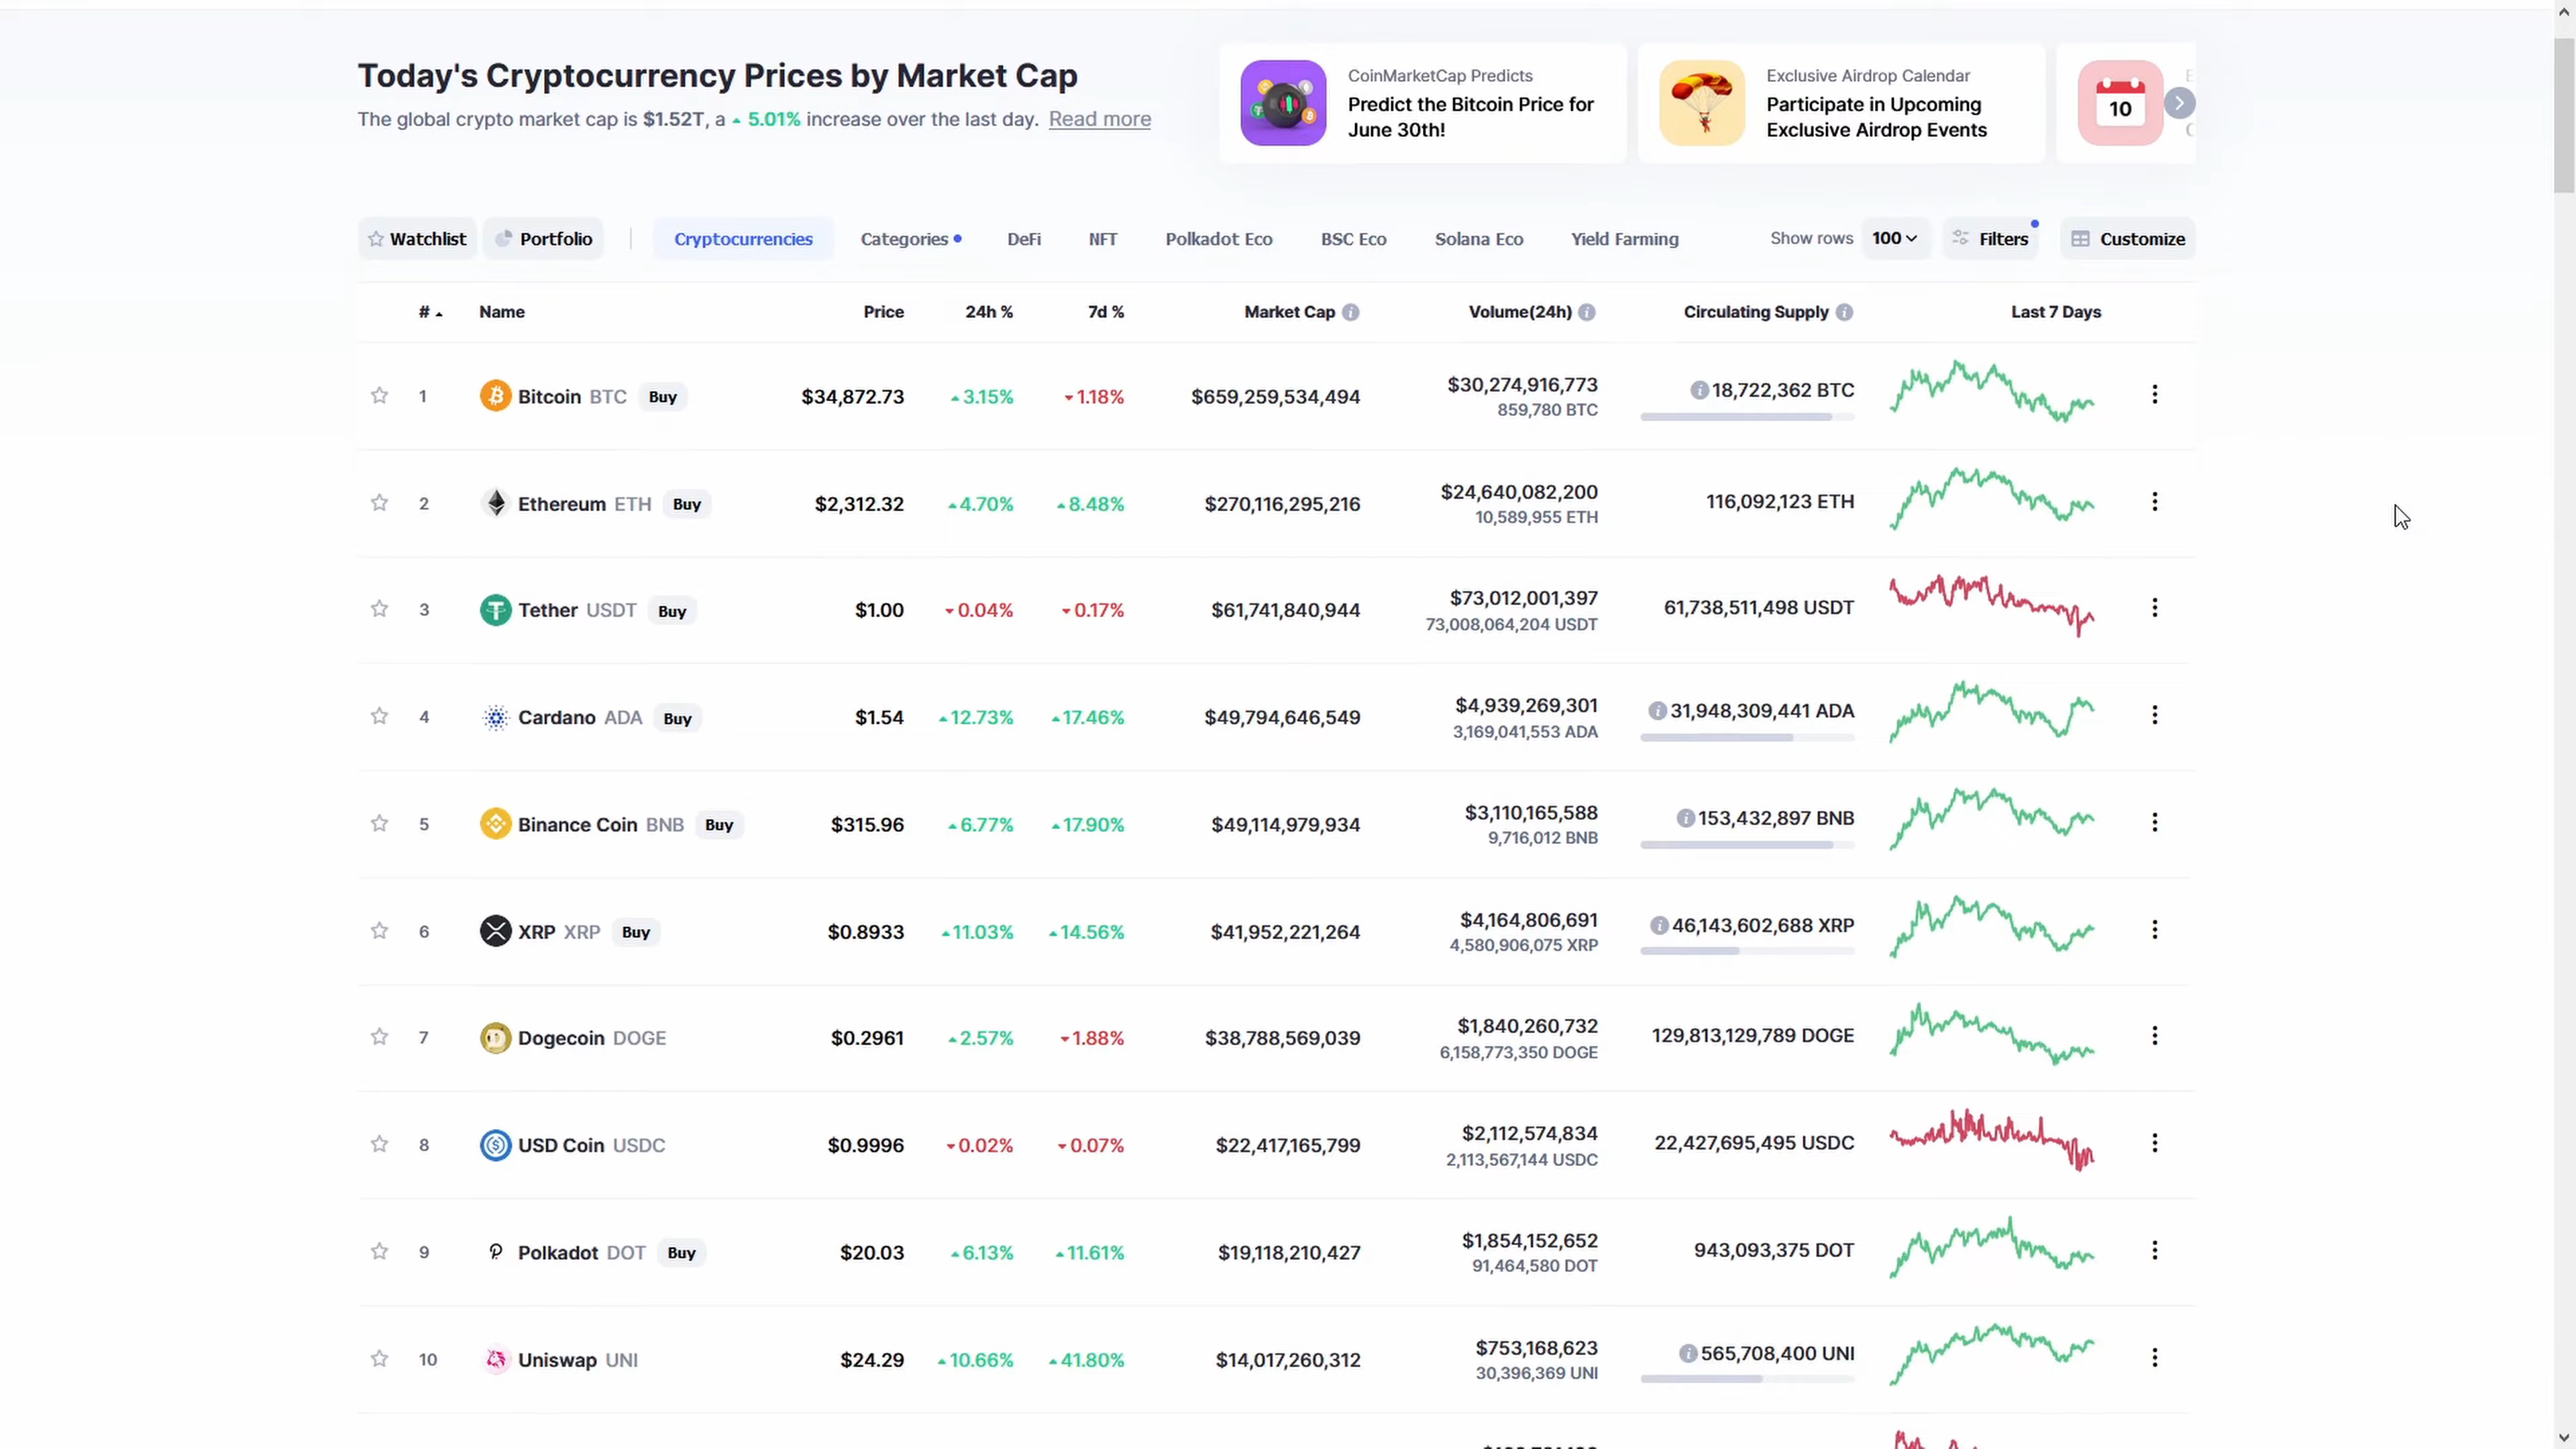 Today's Cryptocurrency Prices by Market Cap
The global crypto market cap is $1.52T, a 5.01% increase over the last day. Read more
CoinMarketCap Predicts
Predict the Bitcoin Price for
June 30th!
Exclusive Airdrop Calendar
Participate in Upcoming
Exclusive Airdrop Events
10
Watchlist Portfolio Cryptocurrencies Categories DeFi NFT Polkadot Eco BSC Eco Solana Eco Yield Farming Show rows 100 Filters Customize
# Name Price 24h % 7d % Market Cap Volume(24h) Circulating Supply Last 7 Days
1 Bitcoin BTC Buy $34,872.73 3.15% 1.18% $659,259,534,494 $30,274,916,773 18,722,362 BTC
859,780 BTC
2 Ethereum ETH Buy $2,312.32 4.70% 8.48% $270,116,295,216 $24,640,082,200 116,092,123 ETH
10,589,955 ETH
3 Tether USDT Buy $1.00 0.04% 0.17% $61,741,840,944 $73,012,001,397 61,738,511,498 USDT
73,008,064,204 USDT
4 Cardano ADA Buy $1.54 12.73% 17.46% $49,794,646,549 $4,939,269,301 31,948,309,441 ADA
3,169,041,553 ADA
5 Binance Coin BNB Buy $315.96 6.77% 17.90% $49,114,979,934 $3,110,165,588 153,432,897 BNB
9,716,012 BNB
6 XRP XRP Buy $0.8933 11.03% 14.56% $41,952,221,264 $4,164,806,691 46,143,602,688 XRP
4,580,906,075 XRP
7 Dogecoin DOGE $0.2961 2.57% 1.88% $38,788,569,039 $1,840,260,732 129,813,129,789 DOGE
6,158,773,350 DOGE
8 USD Coin USDC $0.9996 0.02% 0.07% $22,417,165,799 $2,112,574,834 22,427,695,495 USDC
2,113,567,144 USDC
9 Polkadot DOT Buy $20.03 6.13% 11.61% $19,118,210,427 $1,854,152,652 943,093,375 DOT
91,464,580 DOT
10 Uniswap UNI $24.29 10.66% 41.80% $14,017,260,312 $753,168,623 565,708,400 UNI
30,396,369 UNI